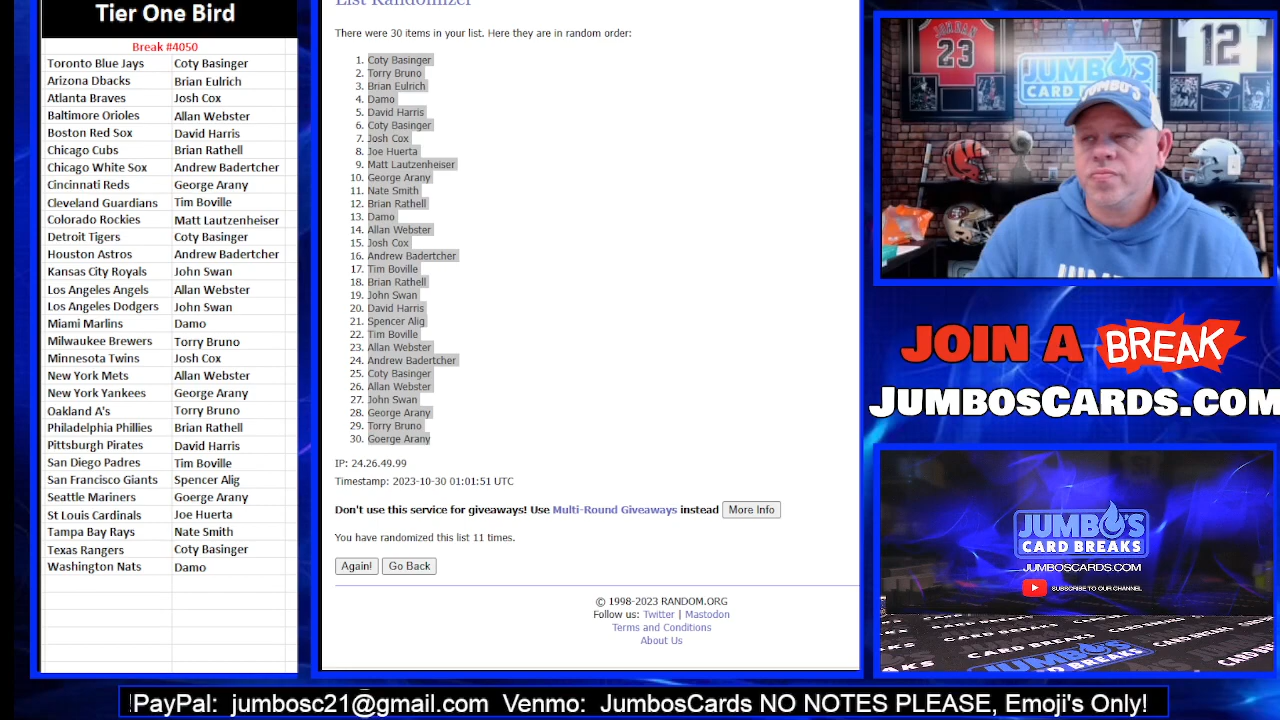 Tier One Bird
Break #4050
Toronto Blue Jays Coty Basinger
Arizona Dbacks Brian Eulrich
Atlanta Braves Josh Cox
Baltimore Orioles Allan Webster
Boston Red Sox David Harris
Chicago Cubs Brian Rathell
Chicago White Sox Andrew Badertcher
Cincinnati Reds George Arany
Cleveland Guardians Tim Boville
Colorado Rockies Matt Lautzenheiser
Detroit Tigers Coty Basinger
Houston Astros Andrew Badertcher
Kansas City Royals John Swan
Los Angeles Angels Allan Webster
Los Angeles Dodgers John Swan
Miami Marlins Damo
Milwaukee Brewers Torry Bruno
Minnesota Twins Josh Cox
New York Mets Allan Webster
New York Yankees George Arany
Oakland A's Torry Bruno
Philadelphia Phillies Brian Rathell
Pittsburgh Pirates David Harris
San Diego Padres Tim Boville
San Francisco Giants Spencer Alig
Seattle Mariners Goerge Arany
St Louis Cardinals Joe Huerta
Tampa Bay Rays Nate Smith
Texas Rangers Coty Basinger
Washington Nats Damo
List Randomizer
There were 30 items in your list. Here they are in random order:
1. Coty Basinger
2. Torry Bruno
3. Brian Eulrich
4. Damo
5. David Harris
6. Coty Basinger
7. Josh Cox
8. Joe Huerta
9. Matt Lautzenheiser
10. George Arany
11. Nate Smith
12. Brian Rathell
13. Damo
14. Allan Webster
15. Josh Cox
16. Andrew Badertcher
17. Tim Boville
18. Brian Rathell
19. John Swan
20. David Harris
21. Spencer Alig
22. Tim Boville
23. Allan Webster
24. Andrew Badertcher
25. Coty Basinger
26. Allan Webster
27. John Swan
28. George Arany
29. Torry Bruno
30. Goerge Arany
IP: 24.26.49.99
Timestamp: 2023-10-30 01:01:51 UTC
Don't use this service for giveaways! Use Multi-Round Giveaways instead More Info
You have randomized this list 11 times.
Again! Go Back
© 1998-2023 RANDOM.ORG
Follow us: Twitter | Mastodon
Terms and Conditions
About Us
JORDAN
23
12
JUMBO'S
CARD
JOIN A BREAK
JUMBOSCARDS.COM
JUMBO'S
CARD BREAKS
JUMBOSCARDS.COM
SUBSCRIBE TO OUR CHANNEL
JUMBO'S
CARD BREAKS
!PayPal: jumbosc21@gmail.com Venmo: JumbosCards NO NOTES PLEASE, Emoji's Only!